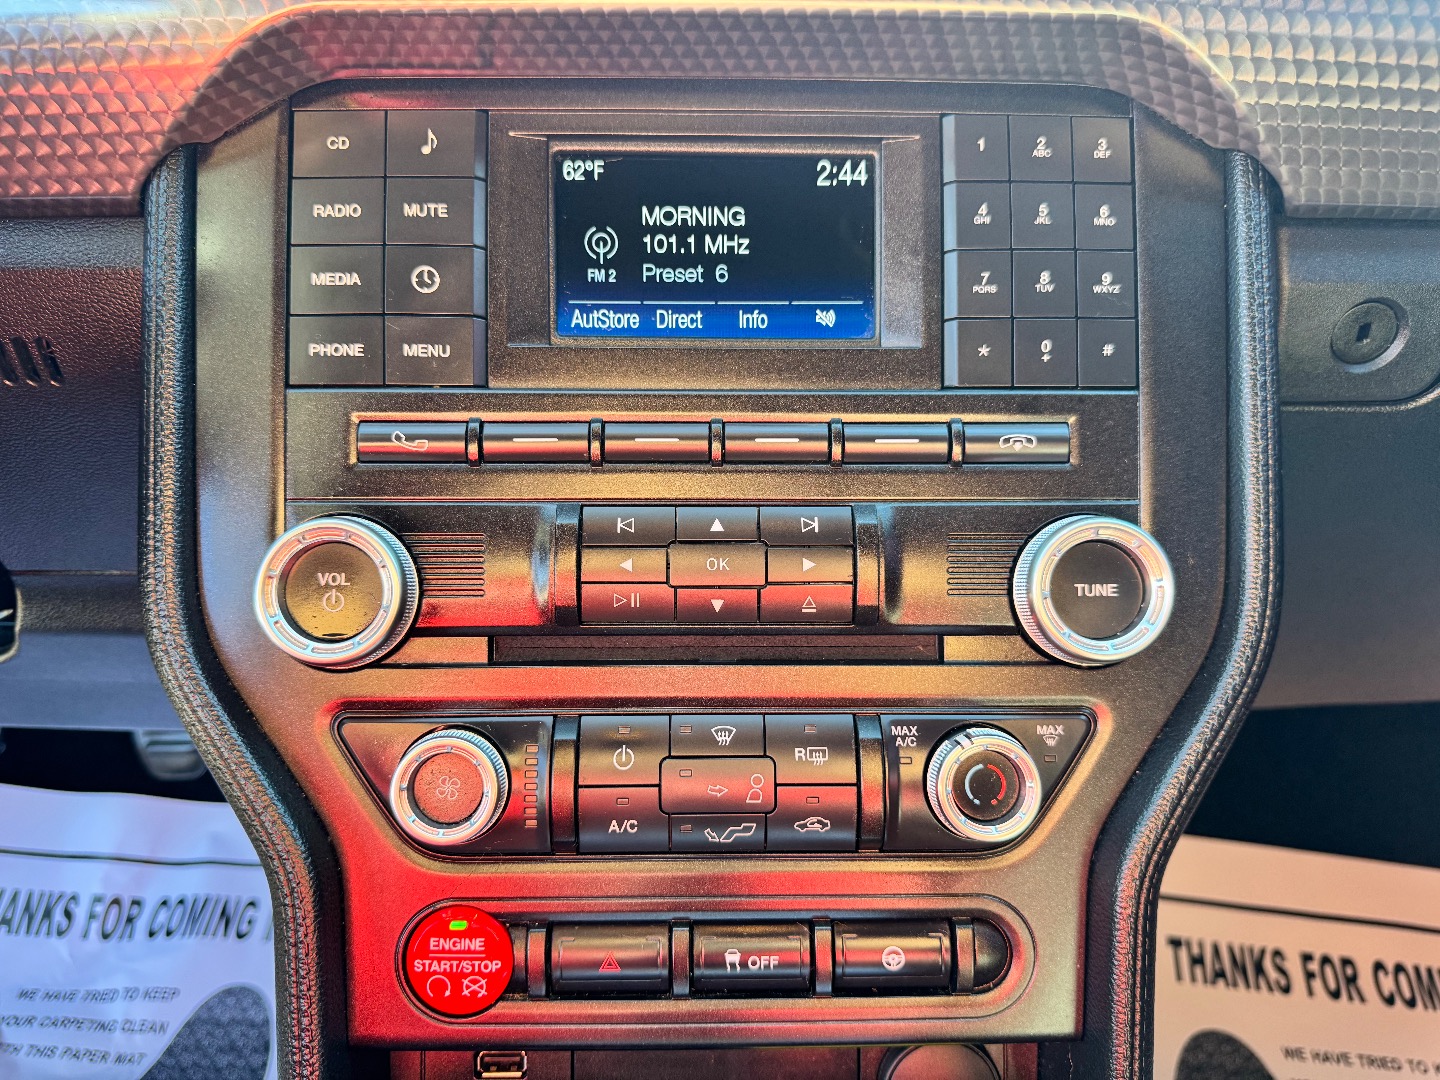 CD
RADIO
MUTE
MEDIA
PHONE
MENU
62°F
2:44
MORNING
101.1 MHz
FM 2
Preset 6
AutStore Direct Info
1
2
ABC
3
DEF
4
GHI
5
JKL
6
MNO
7
PQRS
8
TUV
9
WXYZ
*
0
+
#
VOL
OK
TUNE
R
A/C
MAX
A/C
MAX
ENGINE
START/STOP
OFF
ANKS FOR COMING
WE HAVE TRIED TO KEEP
YOUR CARPETING CLEAN
TH THIS PAPER MAT
THANKS FOR COM
WE HAVE TRIED TO K